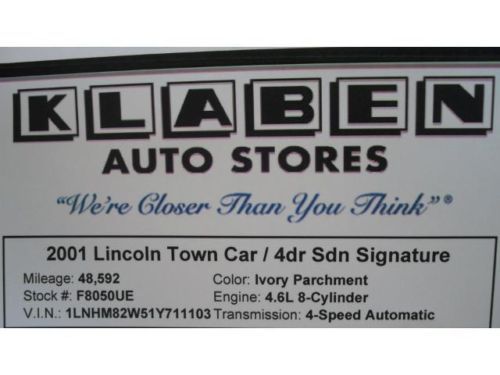 KLABEN
AUTO STORES
"We're Closer Than You Think"®
2001 Lincoln Town Car / 4dr Sdn Signature
Mileage: 48,592 Color: Ivory Parchment
Stock #: F8050UE Engine: 4.6L 8-Cylinder
V.I.N.: 1LNHM82W51Y711103 Transmission: 4-Speed Automatic